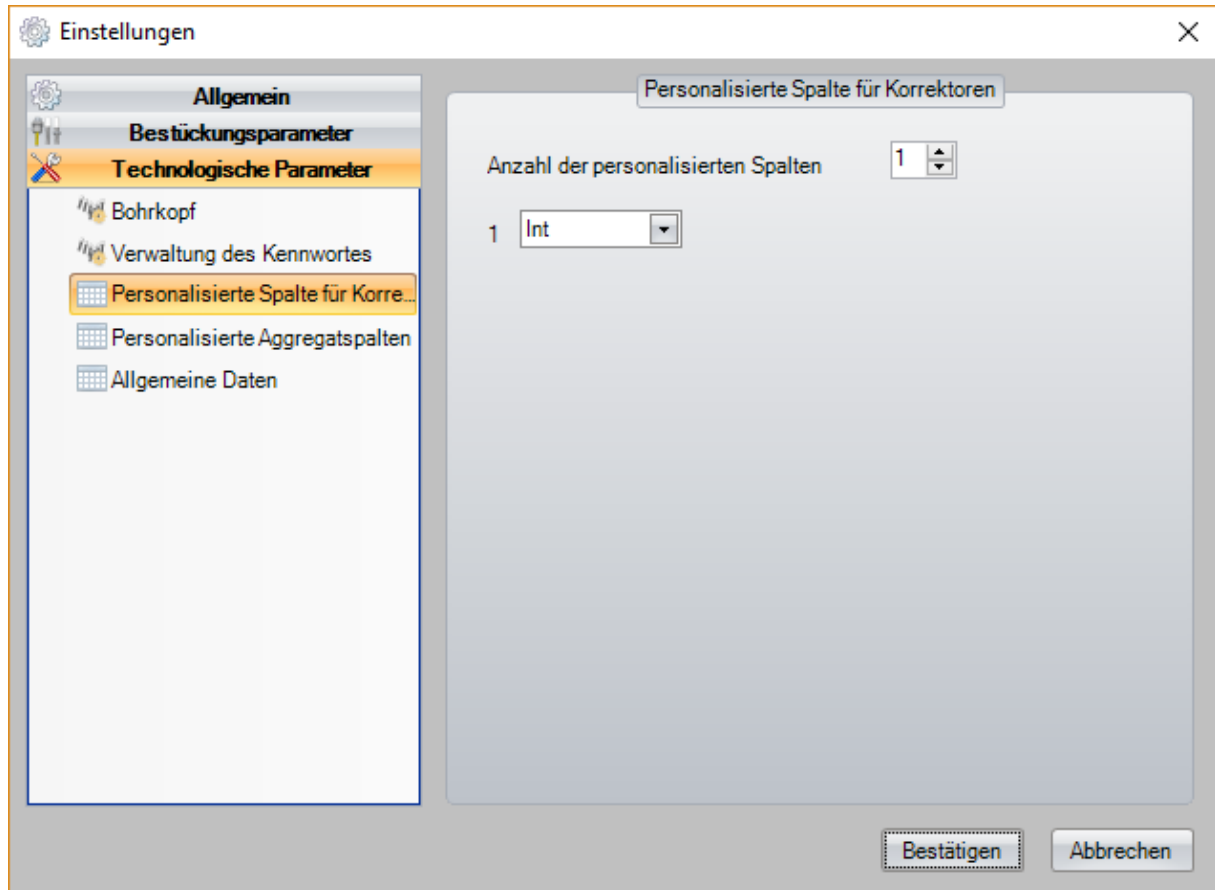 Einstellungen
Allgemein
Bestückungsparameter
Technologische Parameter
Bohrkopf
Verwaltung des Kennwortes
Personalisierte Spalte für Korre...
Personalisierte Aggregatspalten
Allgemeine Daten
Personalisierte Spalte für Korrektoren
Anzahl der personalisierten Spalten 1
1 Int
Bestätigen Abbrechen